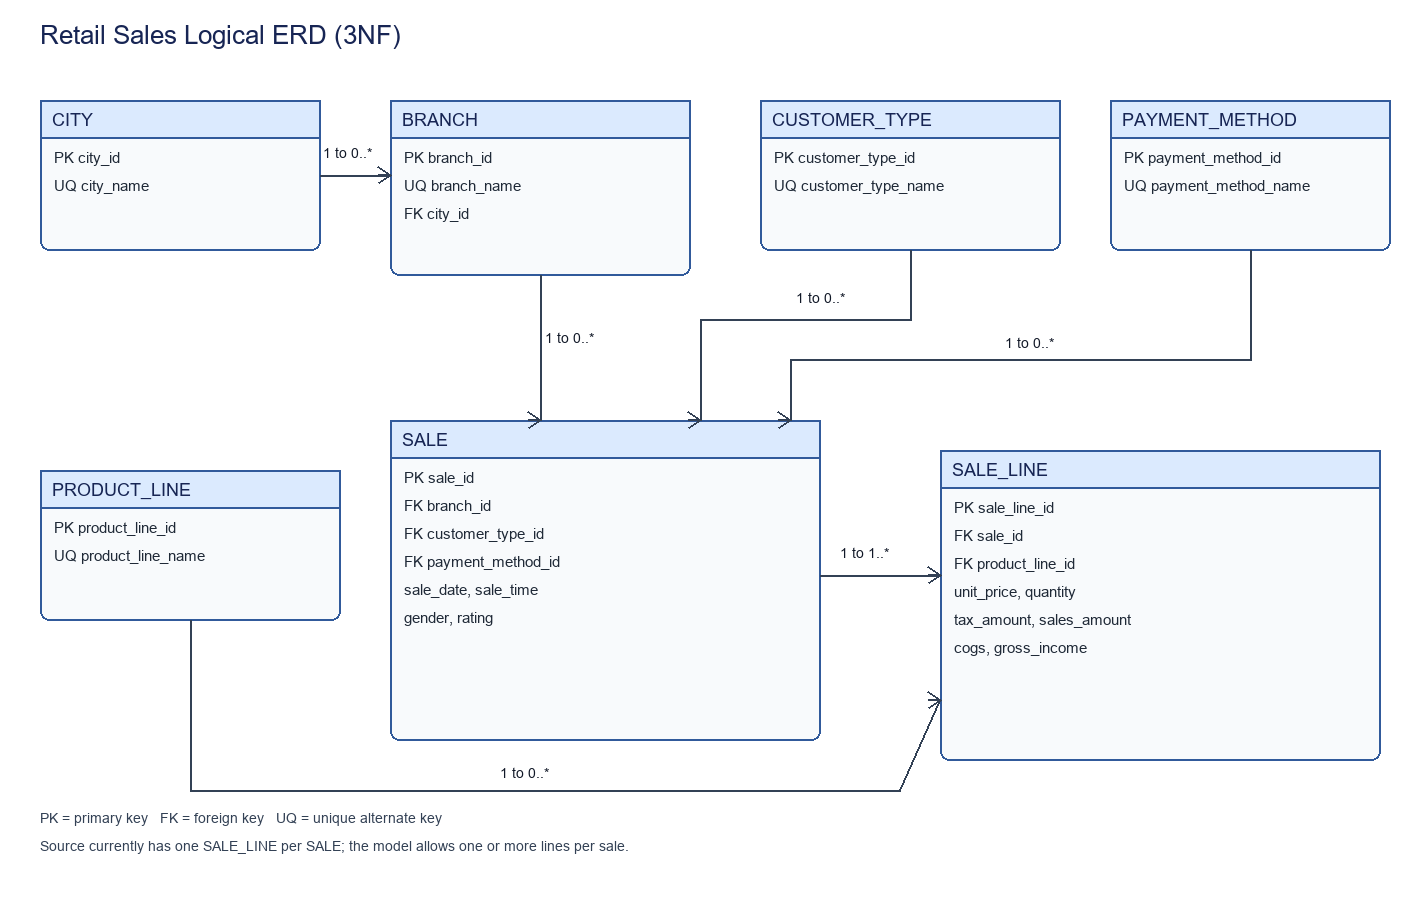 Retail Sales Logical ERD (3NF)
CITY
PK city_id
UQ city_name
1 to 0..*
BRANCH
PK branch_id
UQ branch_name
FK city_id
CUSTOMER_TYPE
PK customer_type_id
UQ customer_type_name
PAYMENT_METHOD
PK payment_method_id
UQ payment_method_name
1 to 0..*
1 to 0..*
1 to 0..*
PRODUCT_LINE
PK product_line_id
UQ product_line_name
SALE
PK sale_id
FK branch_id
FK customer_type_id
FK payment_method_id
sale_date, sale_time
gender, rating
1 to 1..*
SALE_LINE
PK sale_line_id
FK sale_id
FK product_line_id
unit_price, quantity
tax_amount, sales_amount
cogs, gross_income
1 to 0..*
PK = primary key   FK = foreign key   UQ = unique alternate key
Source currently has one SALE_LINE per SALE; the model allows one or more lines per sale.